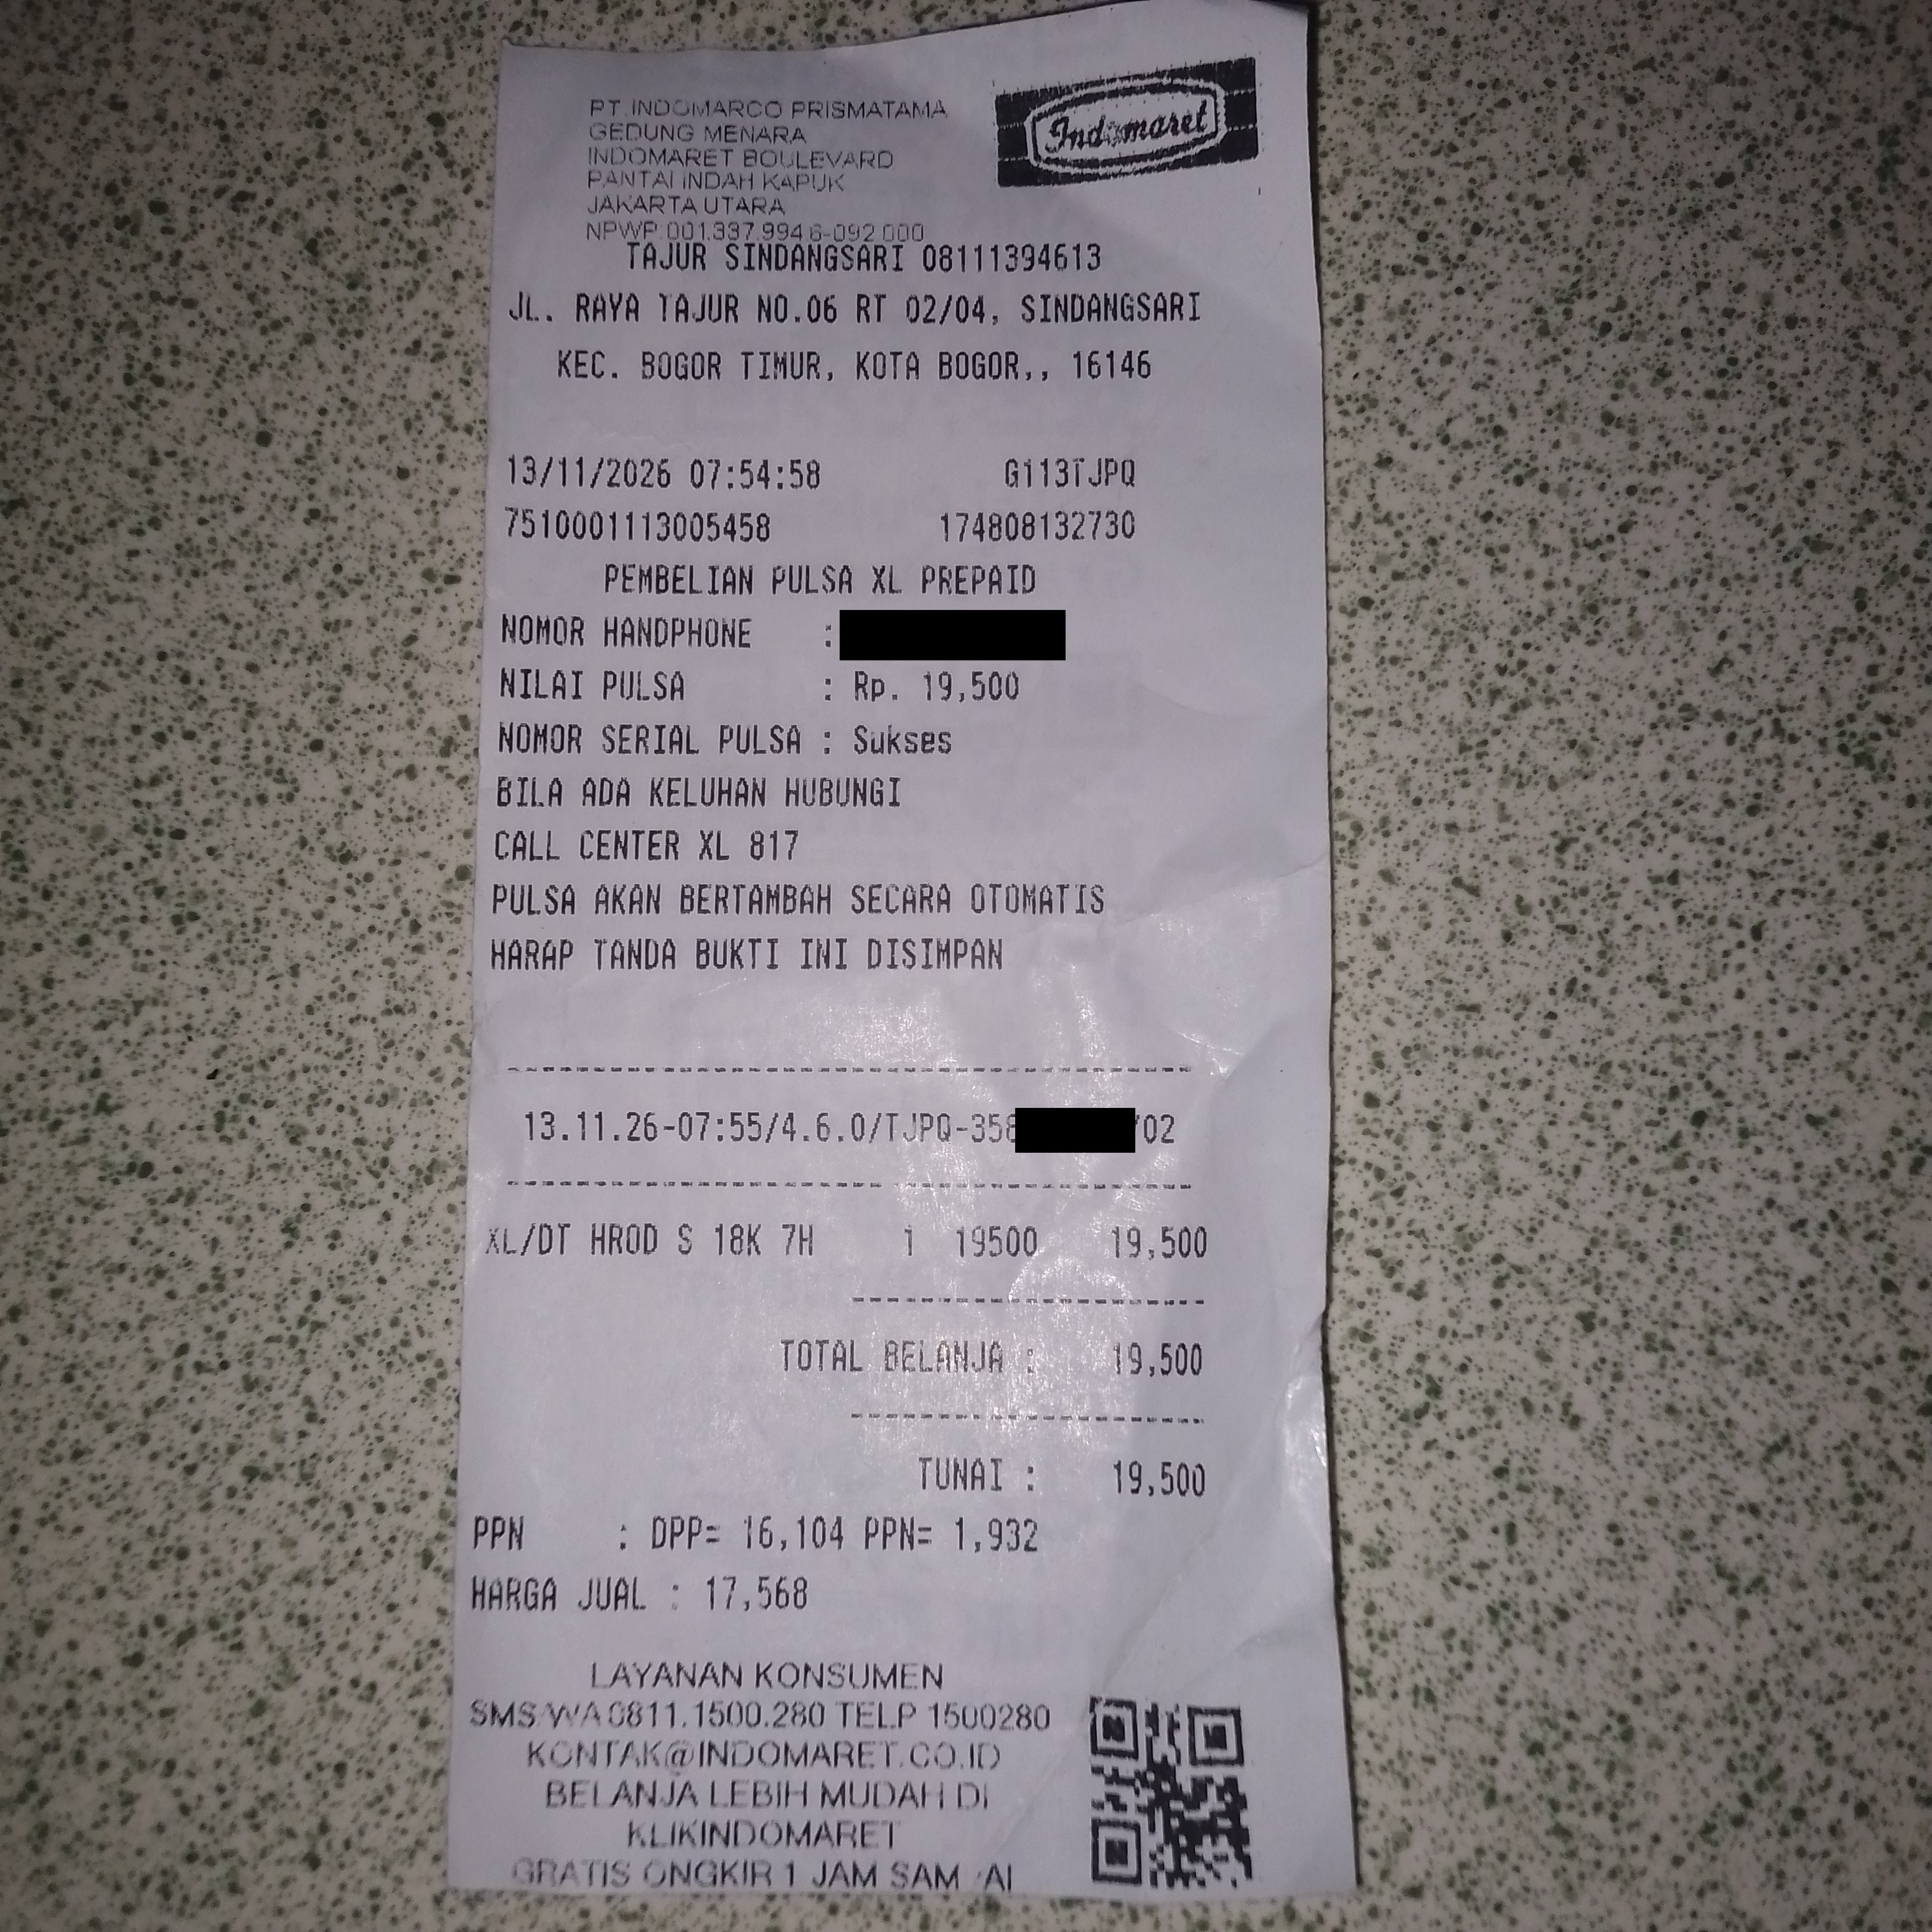 PT.INDOMARCO PRISMATAMA
GEDUNG MENARA
INDOMARET BOULEVARD
PANTAI INDAH KAPUK
JAKARTA UTARA
NPWP:001.337.994.6-092.000
Indomaret
TAJUR SINDANGSARI 08111394613
JL. RAYA TAJUR NO.06 RT 02/04, SINDANGSARI
KEC. BOGOR TIMUR, KOTA BOGOR,, 16146
13/11/2026 07:54:58 G113TJPQ
7510001113005458 174808132730
PEMBELIAN PULSA XL PREPAID
NOMOR HANDPHONE :
NILAI PULSA : Rp. 19,500
NOMOR SERIAL PULSA : Sukses
BILA ADA KELUHAN HUBUNGI
CALL CENTER XL 817
PULSA AKAN BERTAMBAH SECARA OTOMATIS
HARAP TANDA BUKTI INI DISIMPAN
13.11.26-07:55/4.6.0/TJPQ-358 02
XL/DT HROD S 18K 7H 1 19500 19,500
TOTAL BELANJA : 19,500
TUNAI : 19,500
PPN : DPP= 16,104 PPN= 1,932
HARGA JUAL : 17,568
LAYANAN KONSUMEN
SMS/WA 0811.1500.280 TELP 1500280
KONTAK@INDOMARET.CO.ID
BELANJA LEBIH MUDAH DI
KLIKINDOMARET
GRATIS ONGKIR 1 JAM SAM AI